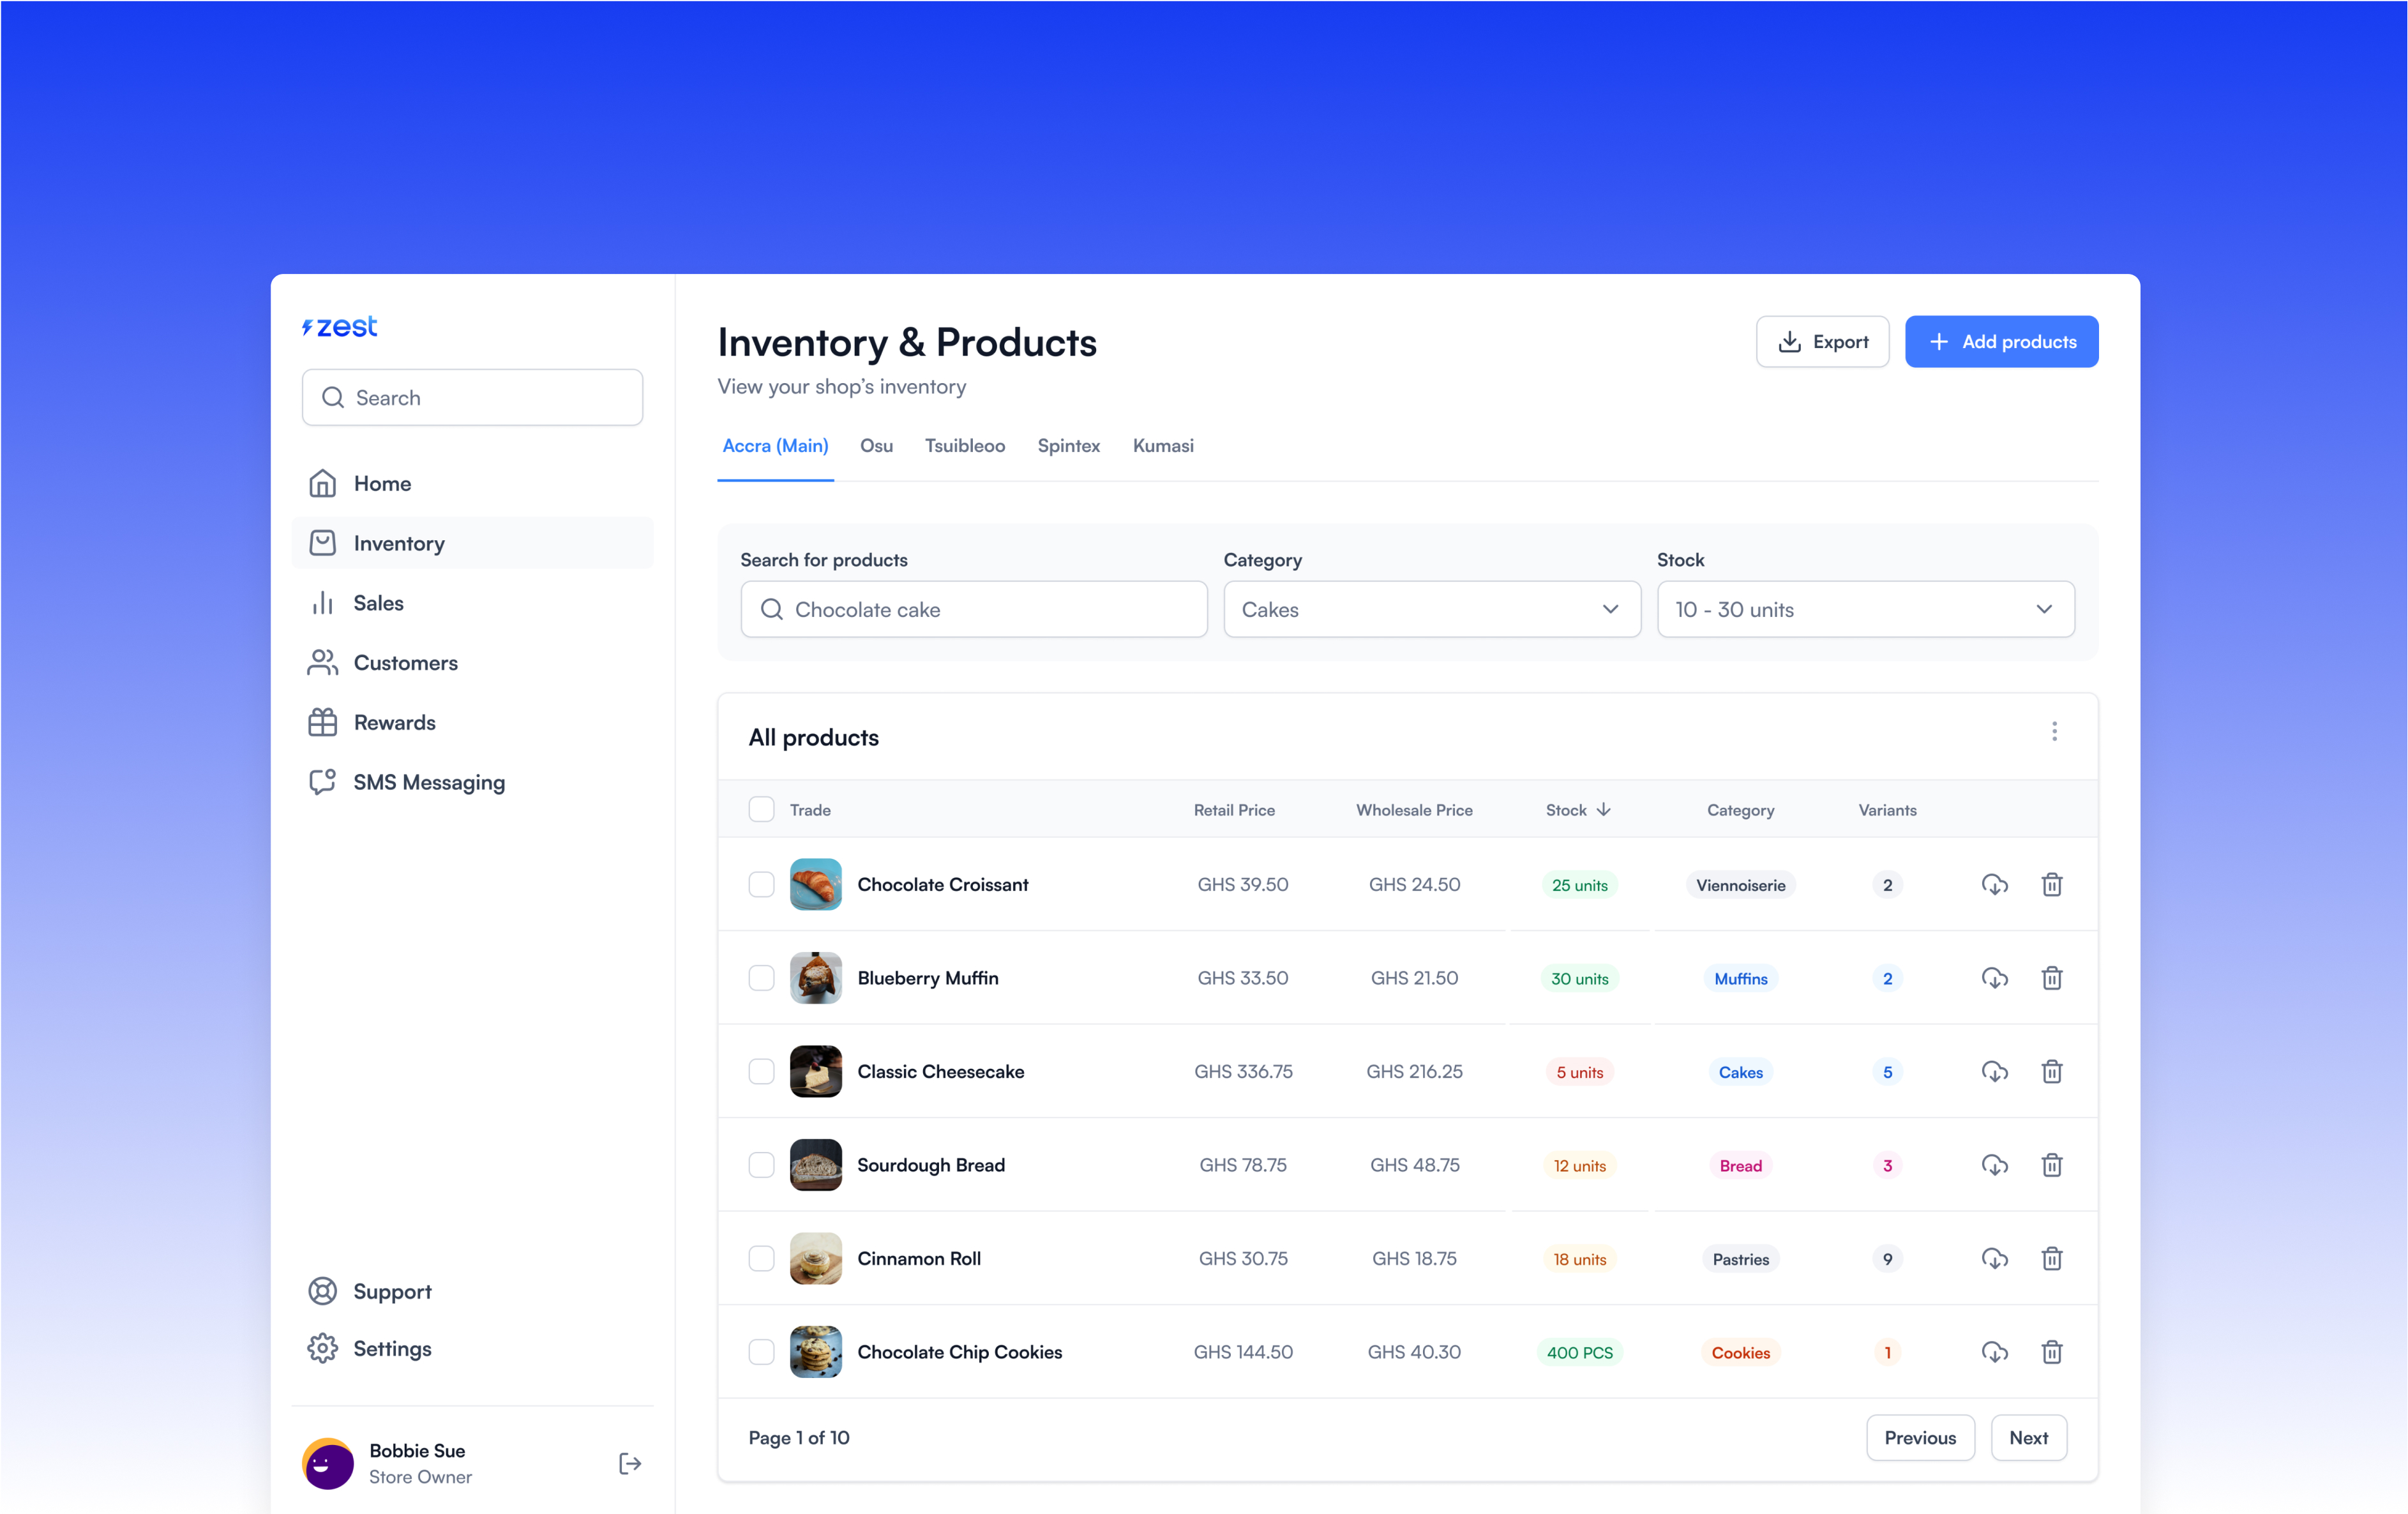 zest
Search
Home
Inventory
Sales
Customers
Rewards
SMS Messaging
Support
Settings
Bobbie Sue
Store Owner
Inventory & Products
View your shop’s inventory
Export
Add products
Accra (Main) Osu Tsuibleoo Spintex Kumasi
Search for products Category Stock
Chocolate cake Cakes 10 - 30 units
All products
Trade Retail Price Wholesale Price Stock Category Variants
Chocolate Croissant GHS 39.50 GHS 24.50 25 units Viennoiserie 2
Blueberry Muffin GHS 33.50 GHS 21.50 30 units Muffins 2
Classic Cheesecake GHS 336.75 GHS 216.25 5 units Cakes 5
Sourdough Bread GHS 78.75 GHS 48.75 12 units Bread 3
Cinnamon Roll GHS 30.75 GHS 18.75 18 units Pastries 9
Chocolate Chip Cookies GHS 144.50 GHS 40.30 400 PCS Cookies 1
Page 1 of 10 Previous Next